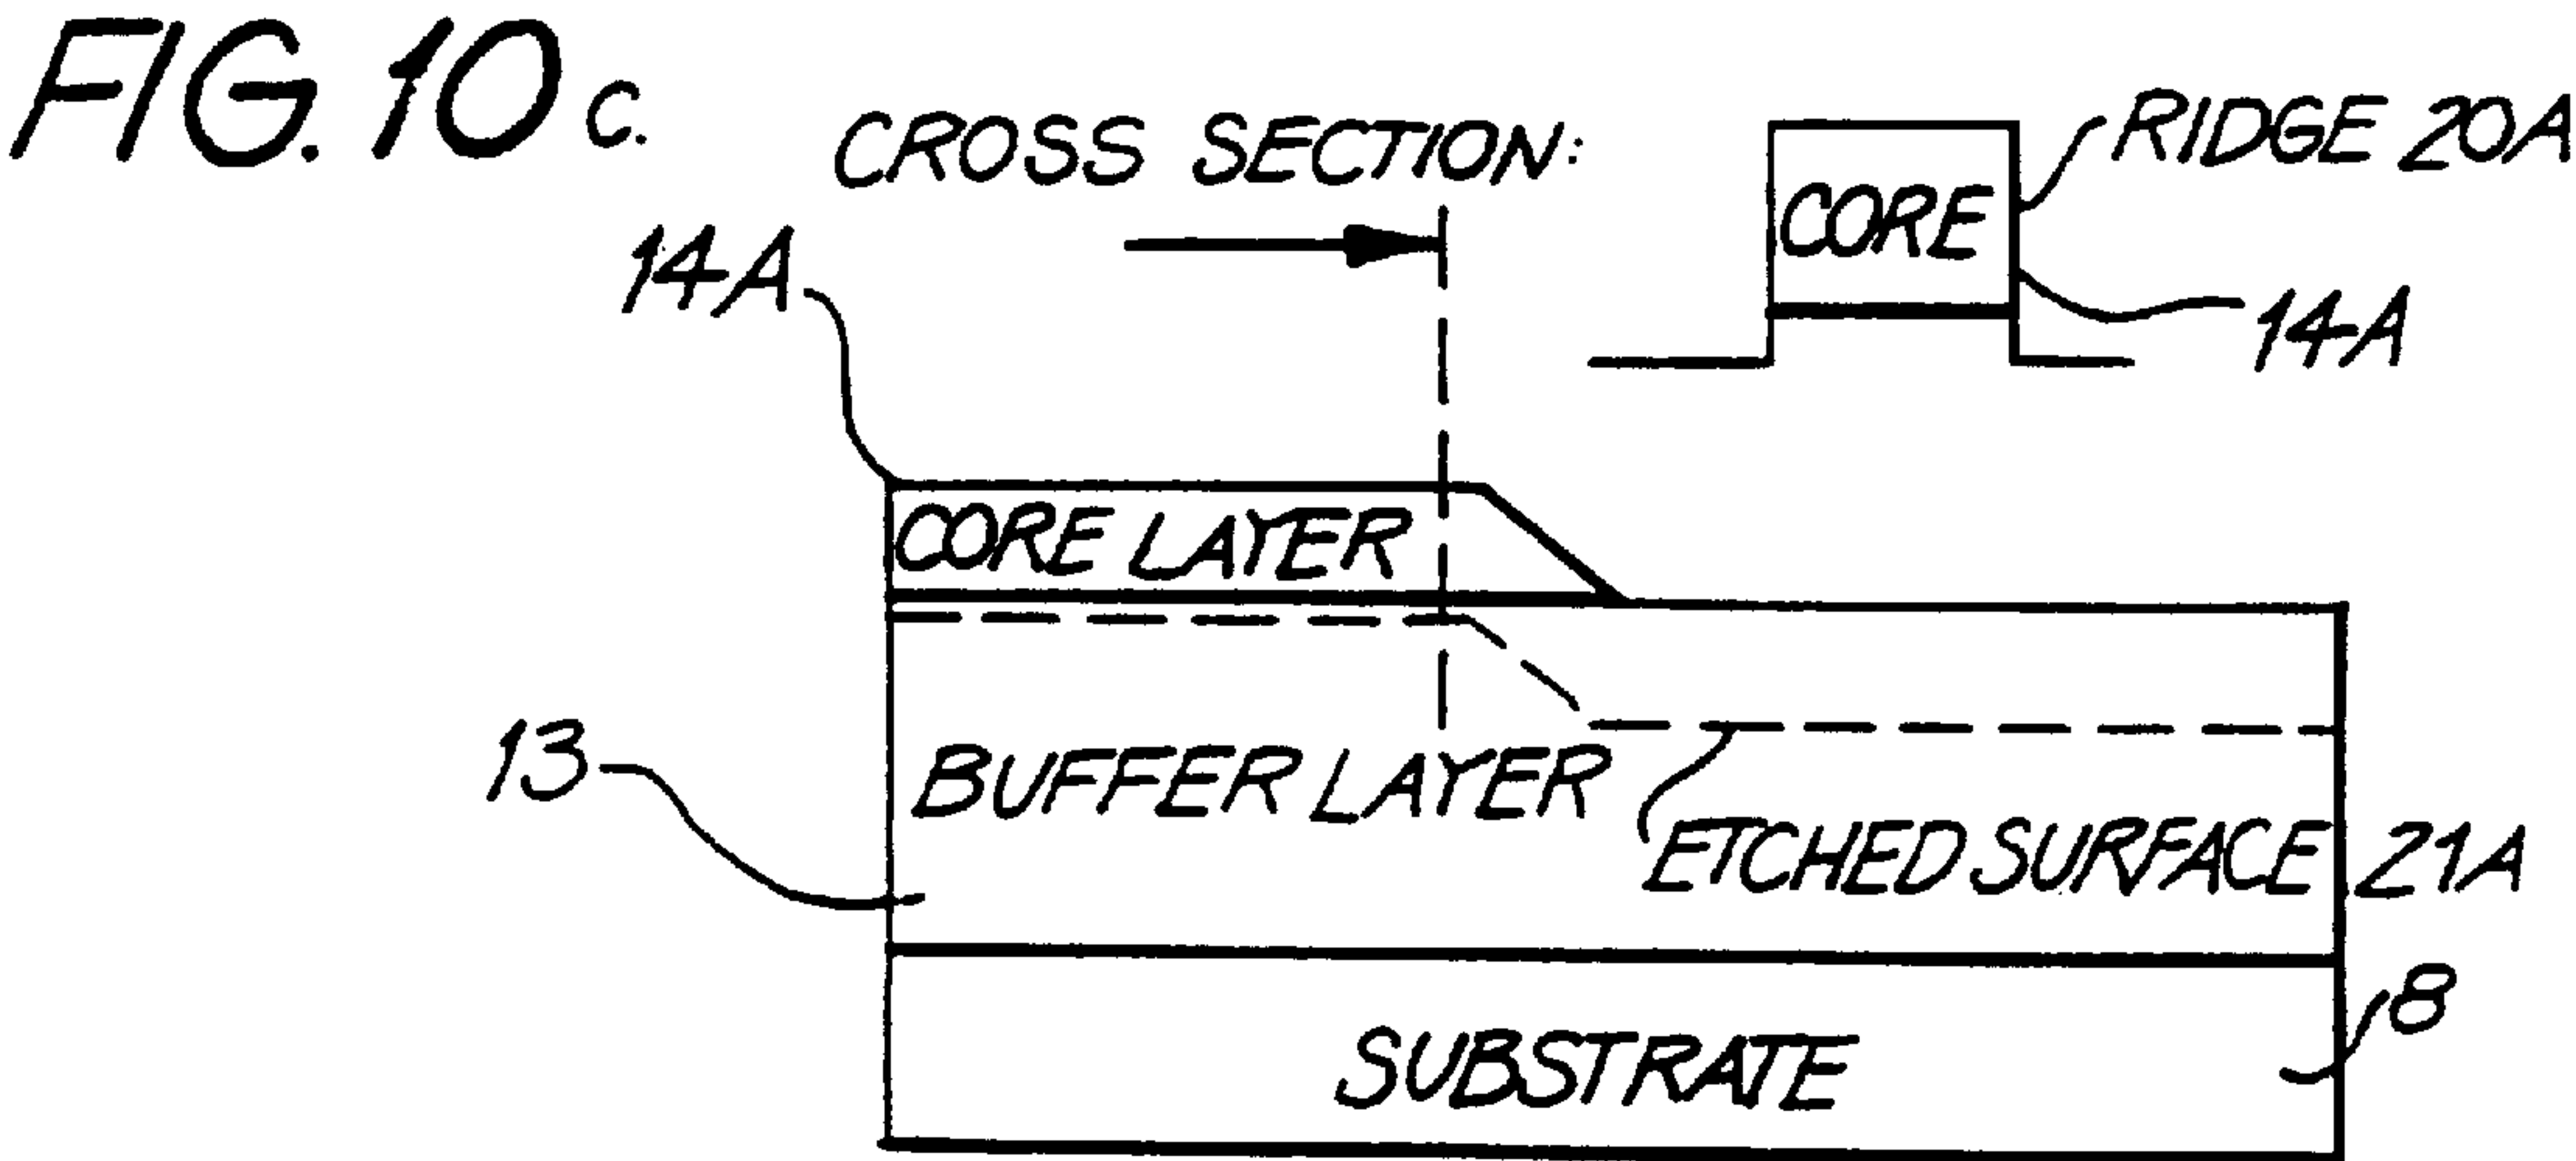 FIG. 10 c.
CROSS SECTION:
RIDGE 20A
CORE
14A
14A
CORE LAYER
13
BUFFER LAYER
ETCHED SURFACE 21A
8
SUBSTRATE